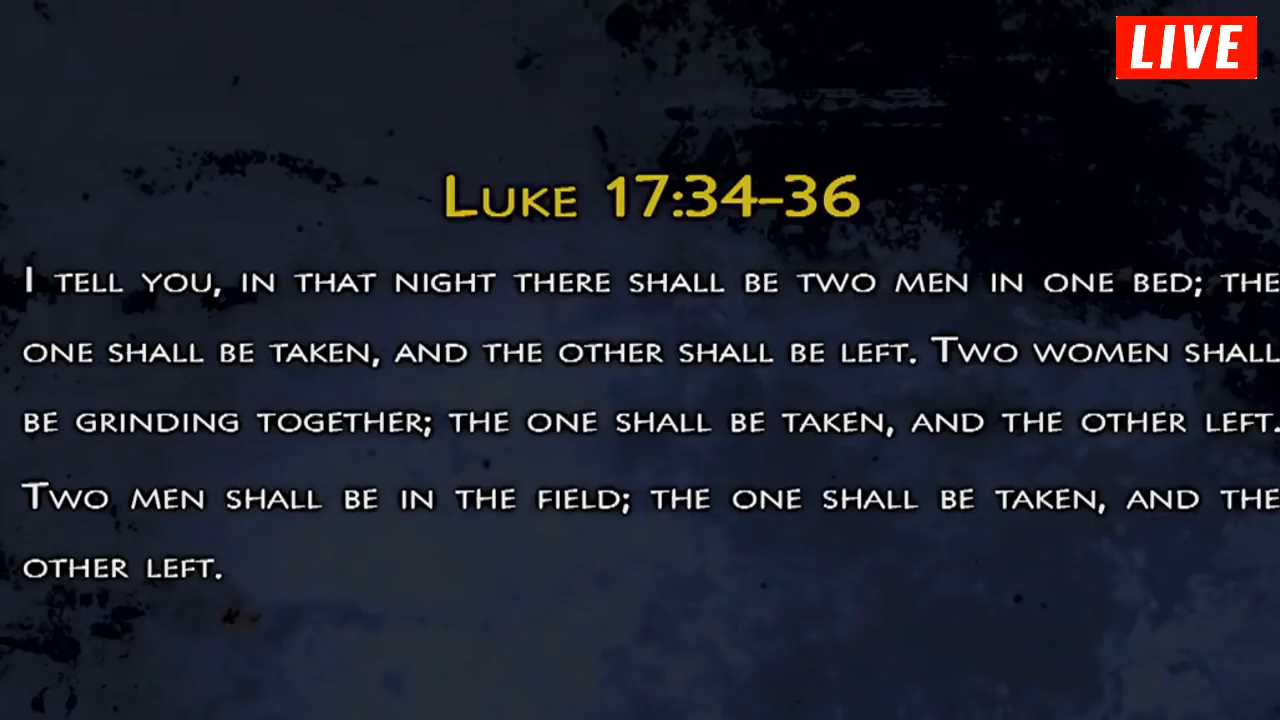 LIVE
Luke 17:34-36
I tell you, in that night there shall be two men in one bed; the
one shall be taken, and the other shall be left. Two women shall
be grinding together; the one shall be taken, and the other left.
Two men shall be in the field; the one shall be taken, and the
other left.